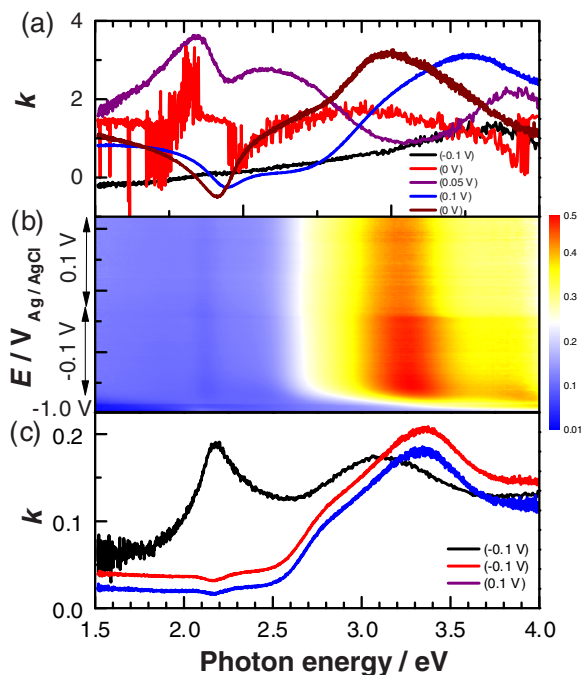 (a)
4
2
0
k
(-0.1 V)
(0 V)
(0.05 V)
(0.1 V)
(0 V)
(b)
E / V Ag / AgCl
0.1 V
-0.1 V
-1.0 V
0.5
0.4
0.3
0.2
0.1
0.01
(c)
0.2
0.1
0.0
k
(-0.1 V)
(-0.1 V)
(0.1 V)
1.5 2.0 2.5 3.0 3.5 4.0
Photon energy / eV